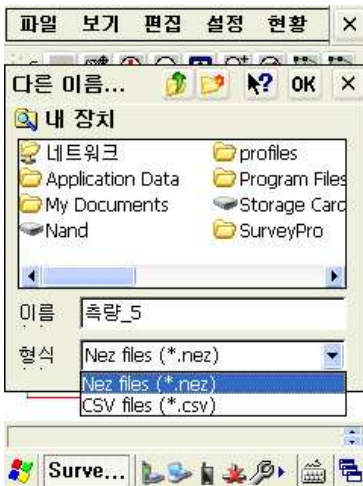 파일 보기 편집 설정 현황
다른 이름... OK
내 장치
네트워크 profiles
Application Data Program Files
My Documents Storage Card
Nand SurveyPro
이름 측량_5
형식 Nez files (*.nez)
Nez files (*.nez)
CSV files (*.csv)
Surve...